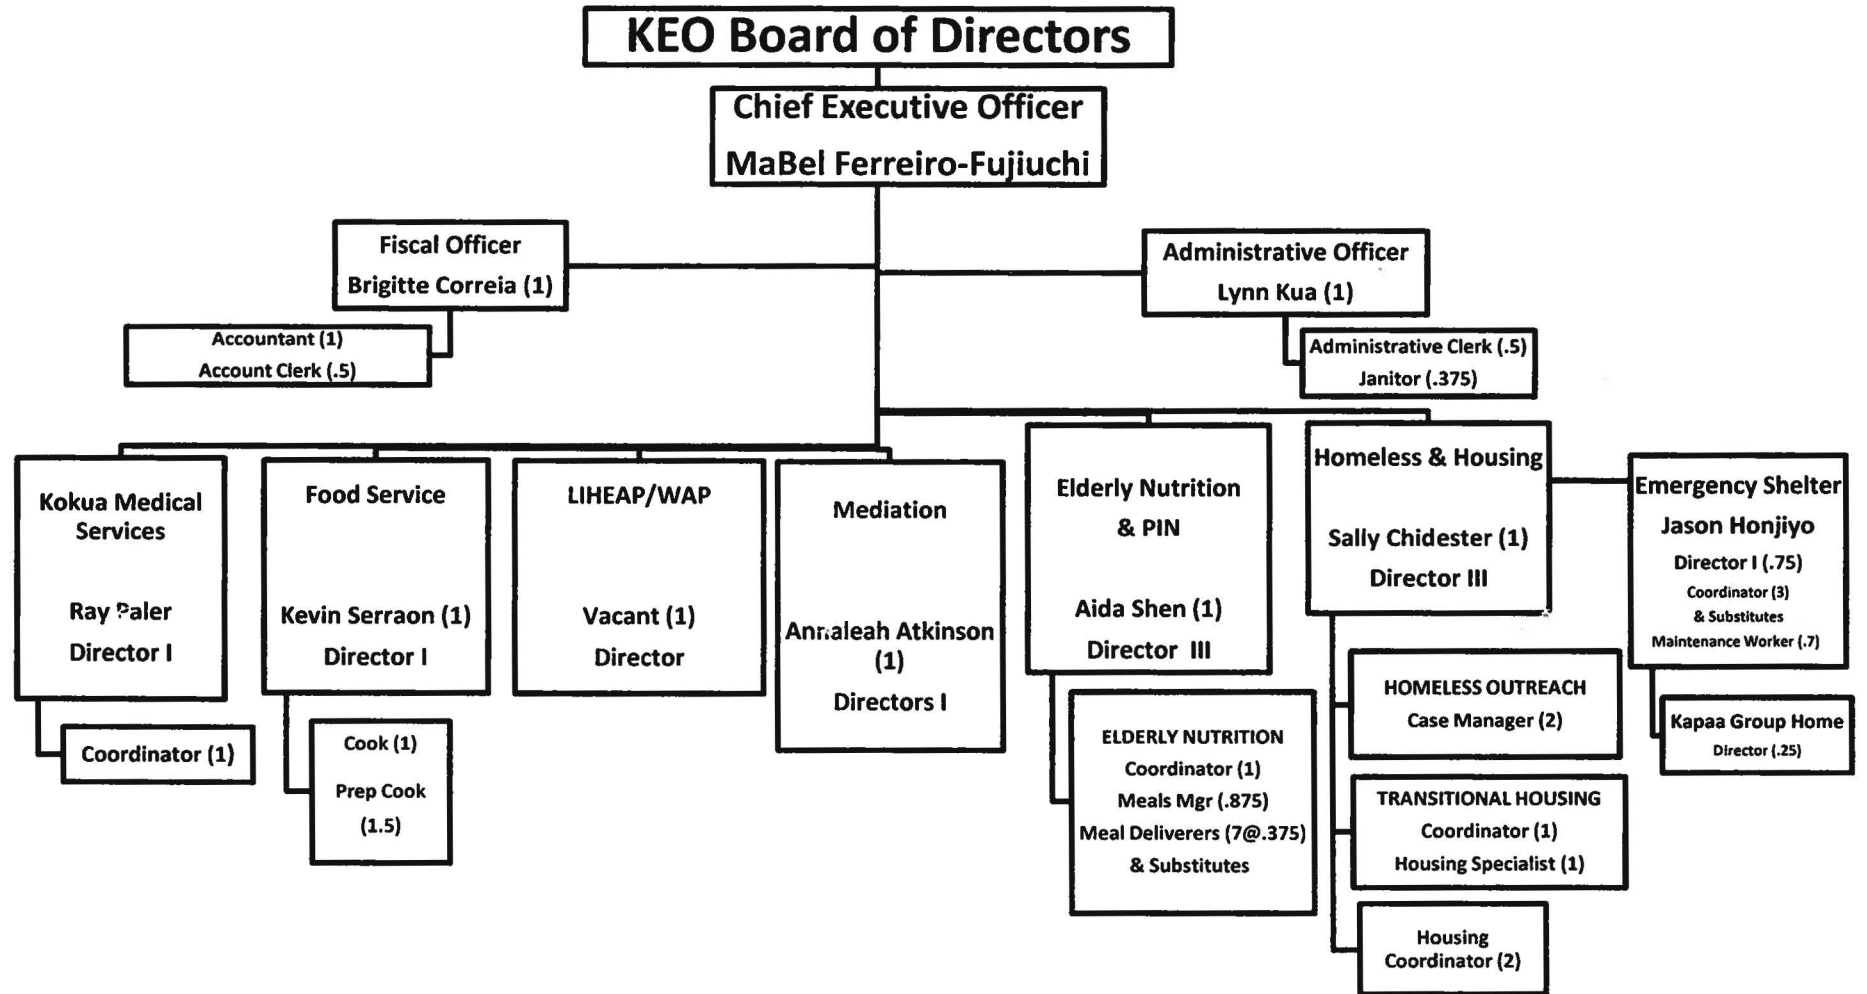 KEO Board of Directors
Chief Executive Officer
MaBel Ferreiro-Fujiuchi
Fiscal Officer
Brigitte Correia (1)
Administrative Officer
Lynn Kua (1)
Accountant (1)
Account Clerk (.5)
Administrative Clerk (.5)
Janitor (.375)
Kokua Medical
Services
Ray Paler
Director I
Coordinator (1)
Food Service
Kevin Serraon (1)
Director I
Cook (1)
Prep Cook
(1.5)
LIHEAP/WAP
Vacant (1)
Director
Mediation
Annaleah Atkinson
(1)
Directors I
Elderly Nutrition
& PIN
Aida Shen (1)
Director III
ELDERLY NUTRITION
Coordinator (1)
Meals Mgr (.875)
Meal Deliverers (7@.375)
& Substitutes
Homeless & Housing
Sally Chidester (1)
Director III
HOMELESS OUTREACH
Case Manager (2)
TRANSITIONAL HOUSING
Coordinator (1)
Housing Specialist (1)
Housing
Coordinator (2)
Emergency Shelter
Jason Honjiyo
Director I (.75)
Coordinator (3)
& Substitutes
Maintenance Worker (.7)
Kapaa Group Home
Director (.25)